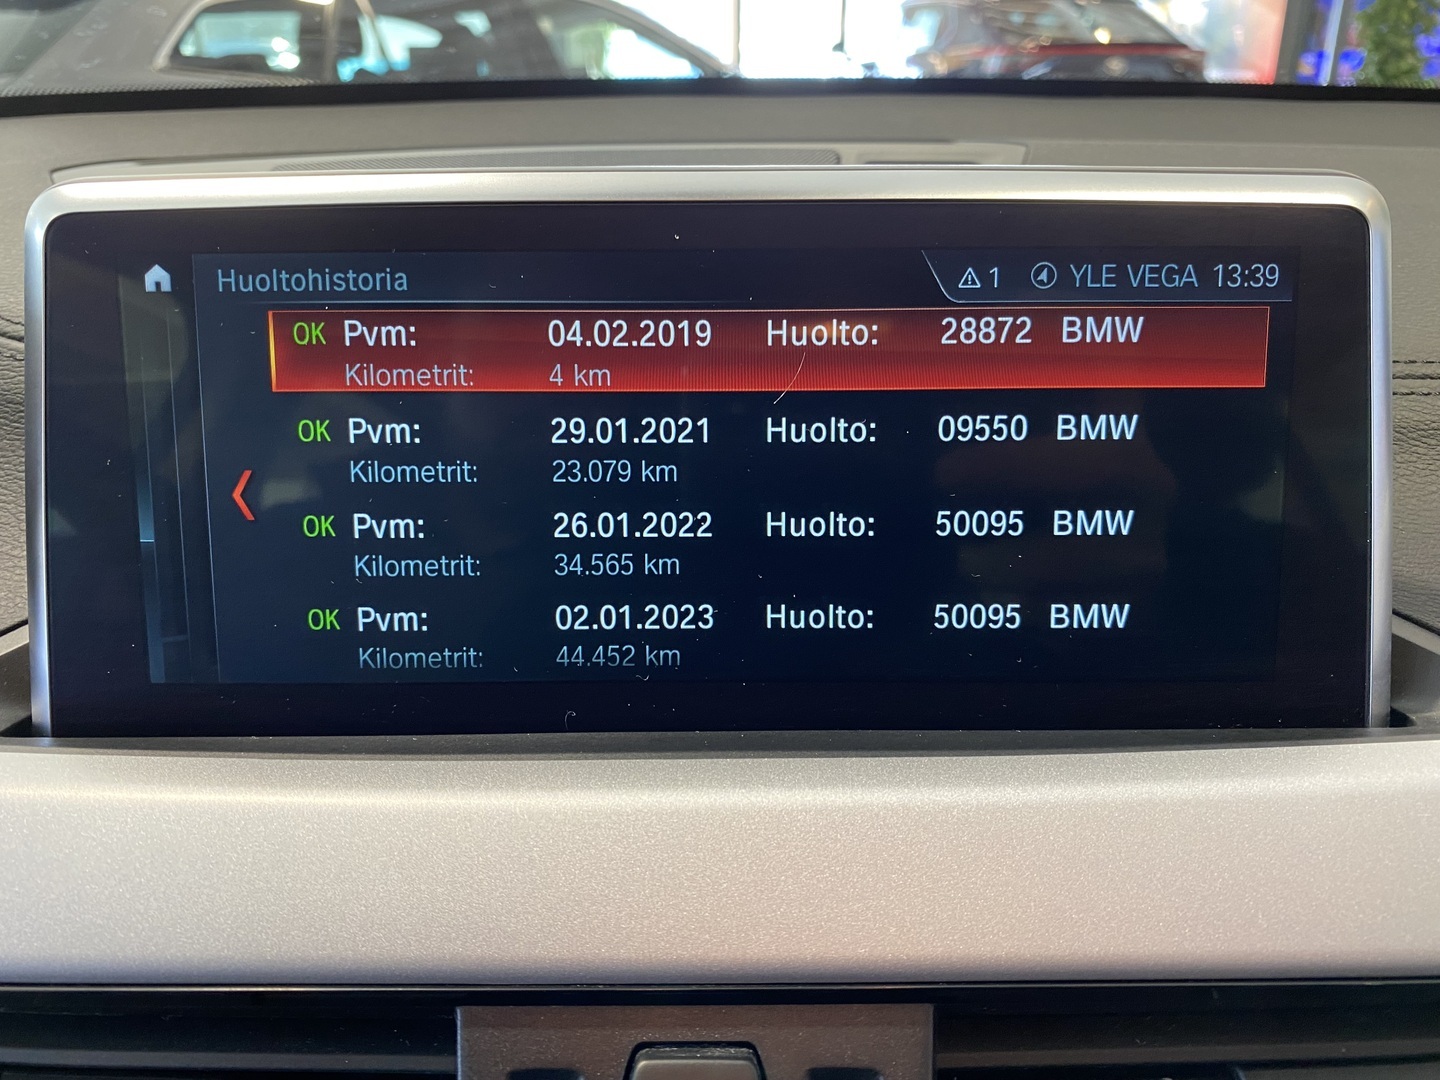 Huoltohistoria 1 YLE VEGA 13:39
OK Pvm: 04.02.2019 Huolto: 28872 BMW
Kilometrit: 4 km
OK Pvm: 29.01.2021 Huolto: 09550 BMW
Kilometrit: 23.079 km
OK Pvm: 26.01.2022 Huolto: 50095 BMW
Kilometrit: 34.565 km
OK Pvm: 02.01.2023 Huolto: 50095 BMW
Kilometrit: 44.452 km